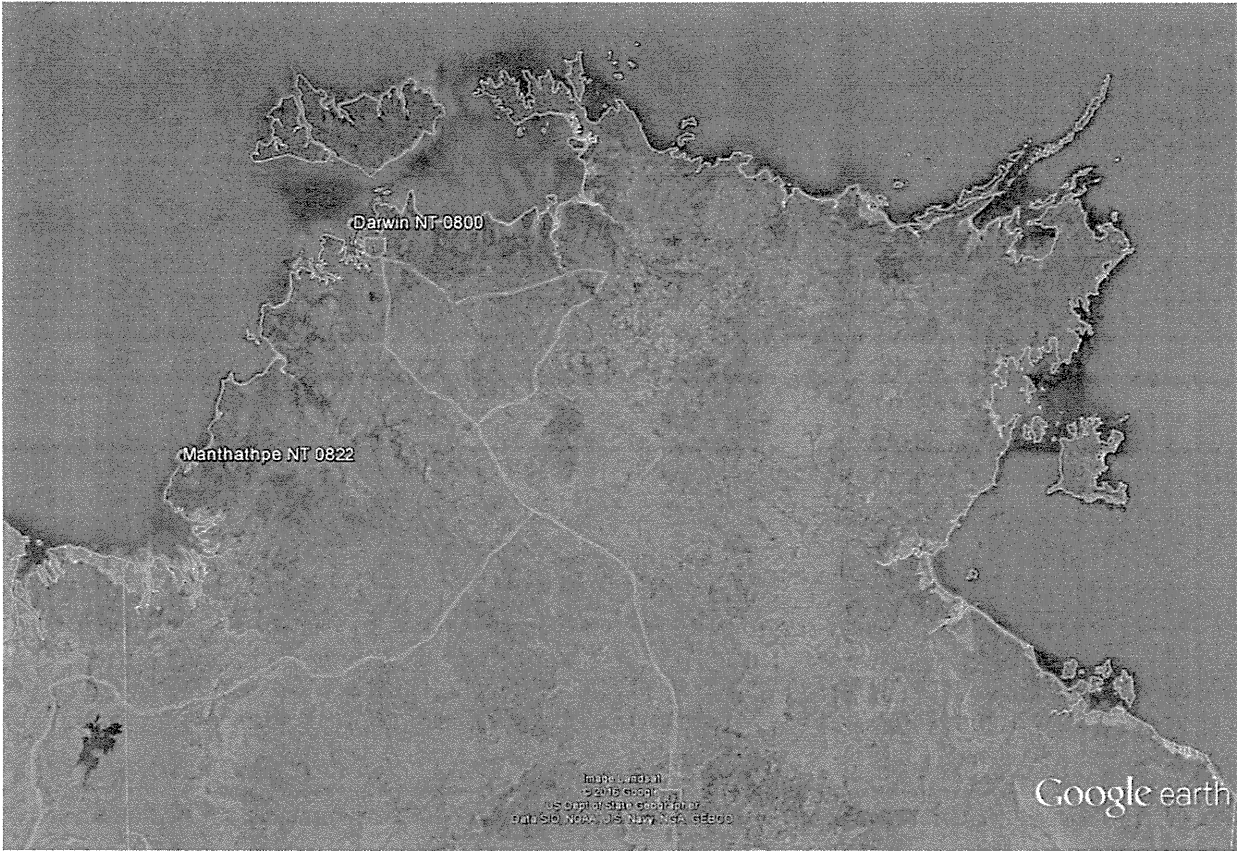 Darwin NT 0800
Manthathpe NT 0822
Image Landsat
© 2016 Google
US Dept of State Geographer
Data SIO, NOAA, U.S. Navy, NGA, GEBCO
Google earth